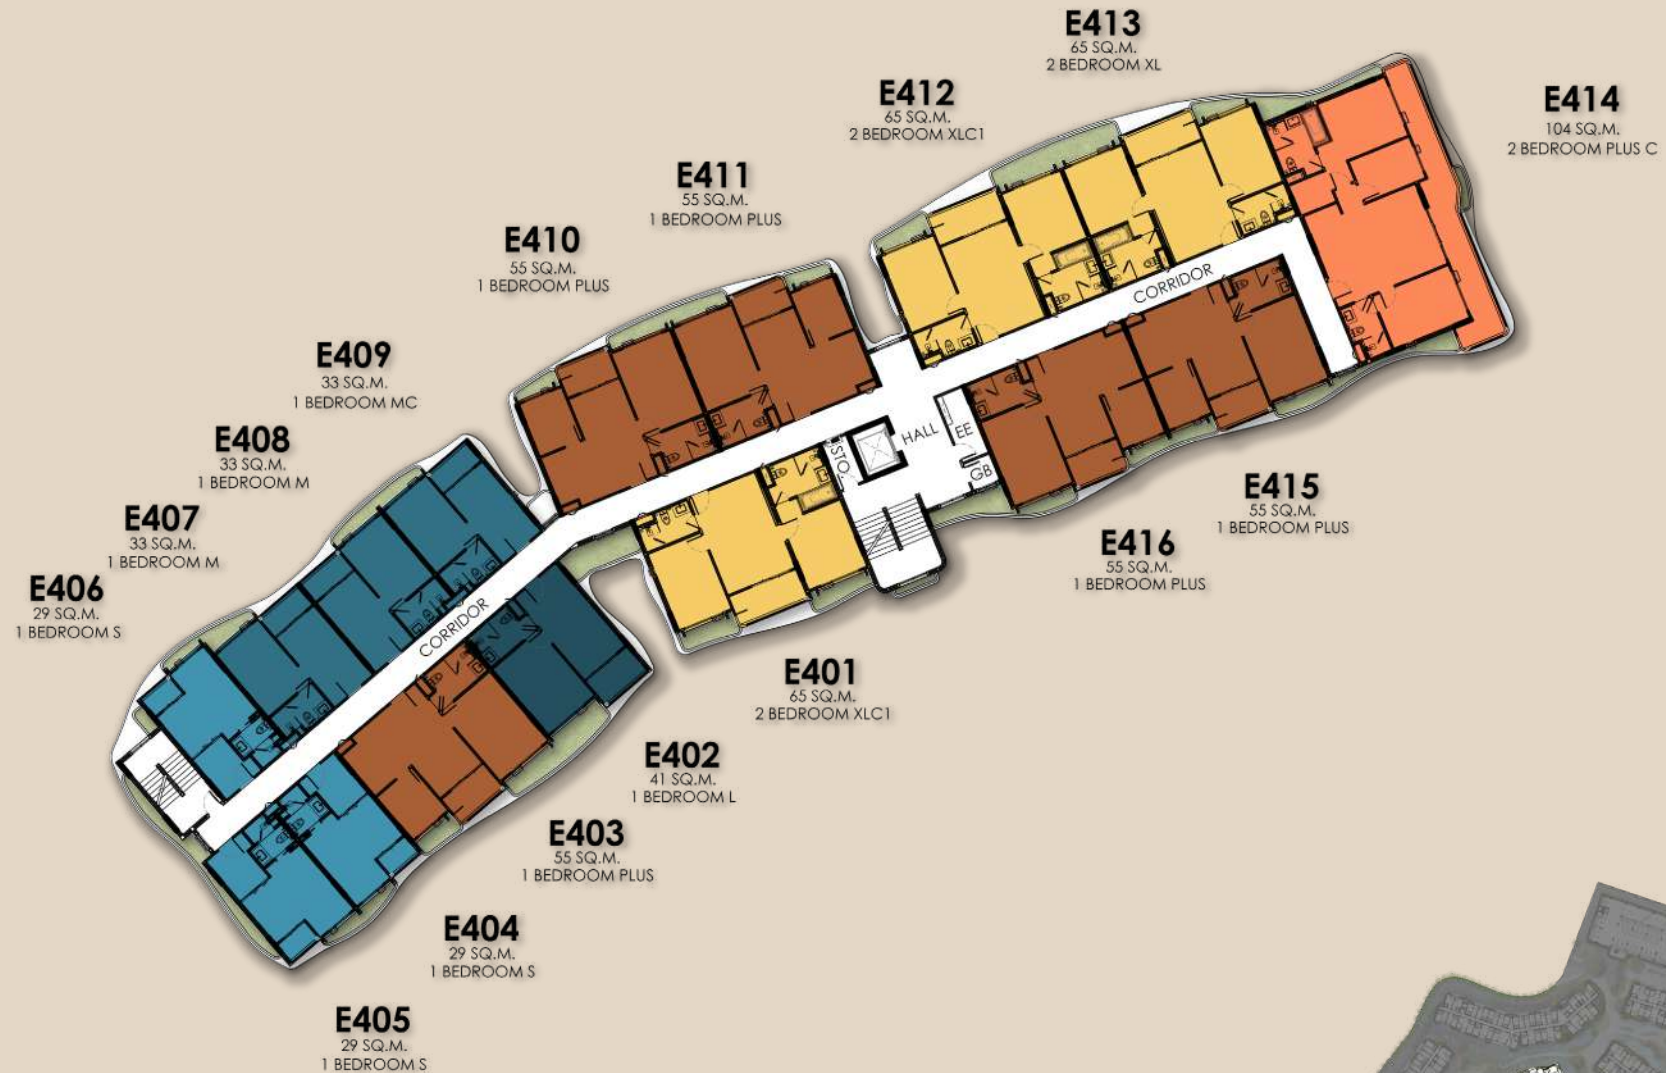 E413
65 SQ.M.
2 BEDROOM XL
E412
65 SQ.M.
2 BEDROOM XLC1
E414
104 SQ.M.
2 BEDROOM PLUS C
E411
55 SQ.M.
1 BEDROOM PLUS
E410
55 SQ.M.
1 BEDROOM PLUS
CORRIDOR
E409
33 SQ.M.
1 BEDROOM MC
E408
33 SQ.M.
1 BEDROOM M
HALL
EE
STO.
GB
E407
33 SQ.M.
1 BEDROOM M
E415
55 SQ.M.
1 BEDROOM PLUS
E416
55 SQ.M.
1 BEDROOM PLUS
E406
29 SQ.M.
1 BEDROOM S
CORRIDOR
E401
65 SQ.M.
2 BEDROOM XLC1
E402
41 SQ.M.
1 BEDROOM L
E403
55 SQ.M.
1 BEDROOM PLUS
E404
29 SQ.M.
1 BEDROOM S
E405
29 SQ.M.
1 BEDROOM S